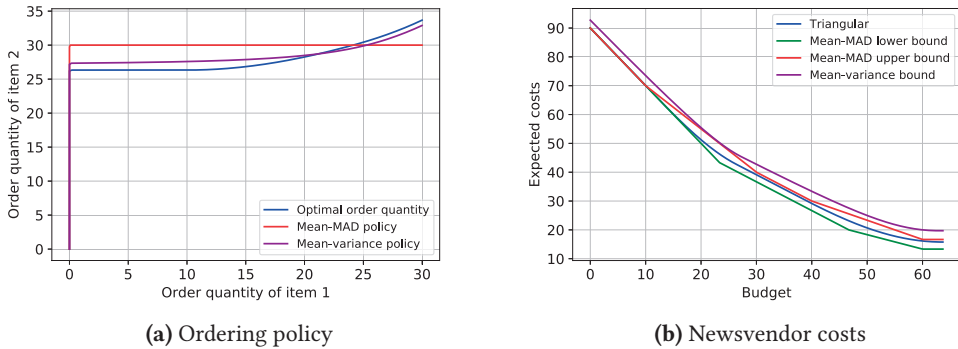 35
30
25
20
15
10
5
0
Order quantity of item 2
Optimal order quantity
Mean–MAD policy
Mean–variance policy
0 5 10 15 20 25 30
Order quantity of item 1
(a) Ordering policy
90
80
70
60
50
40
30
20
10
Expected costs
Triangular
Mean–MAD lower bound
Mean–MAD upper bound
Mean–variance bound
0 10 20 30 40 50 60
Budget
(b) Newsvendor costs